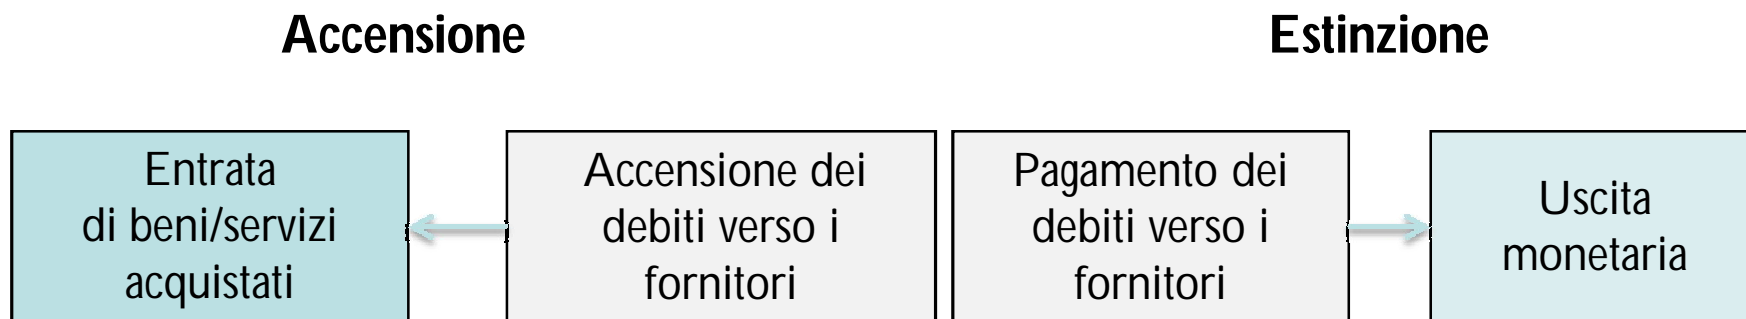 Accensione
Estinzione
Entrata
di beni/servizi
acquistati
Accensione dei
debiti verso i
fornitori
Pagamento dei
debiti verso i
fornitori
Uscita
monetaria